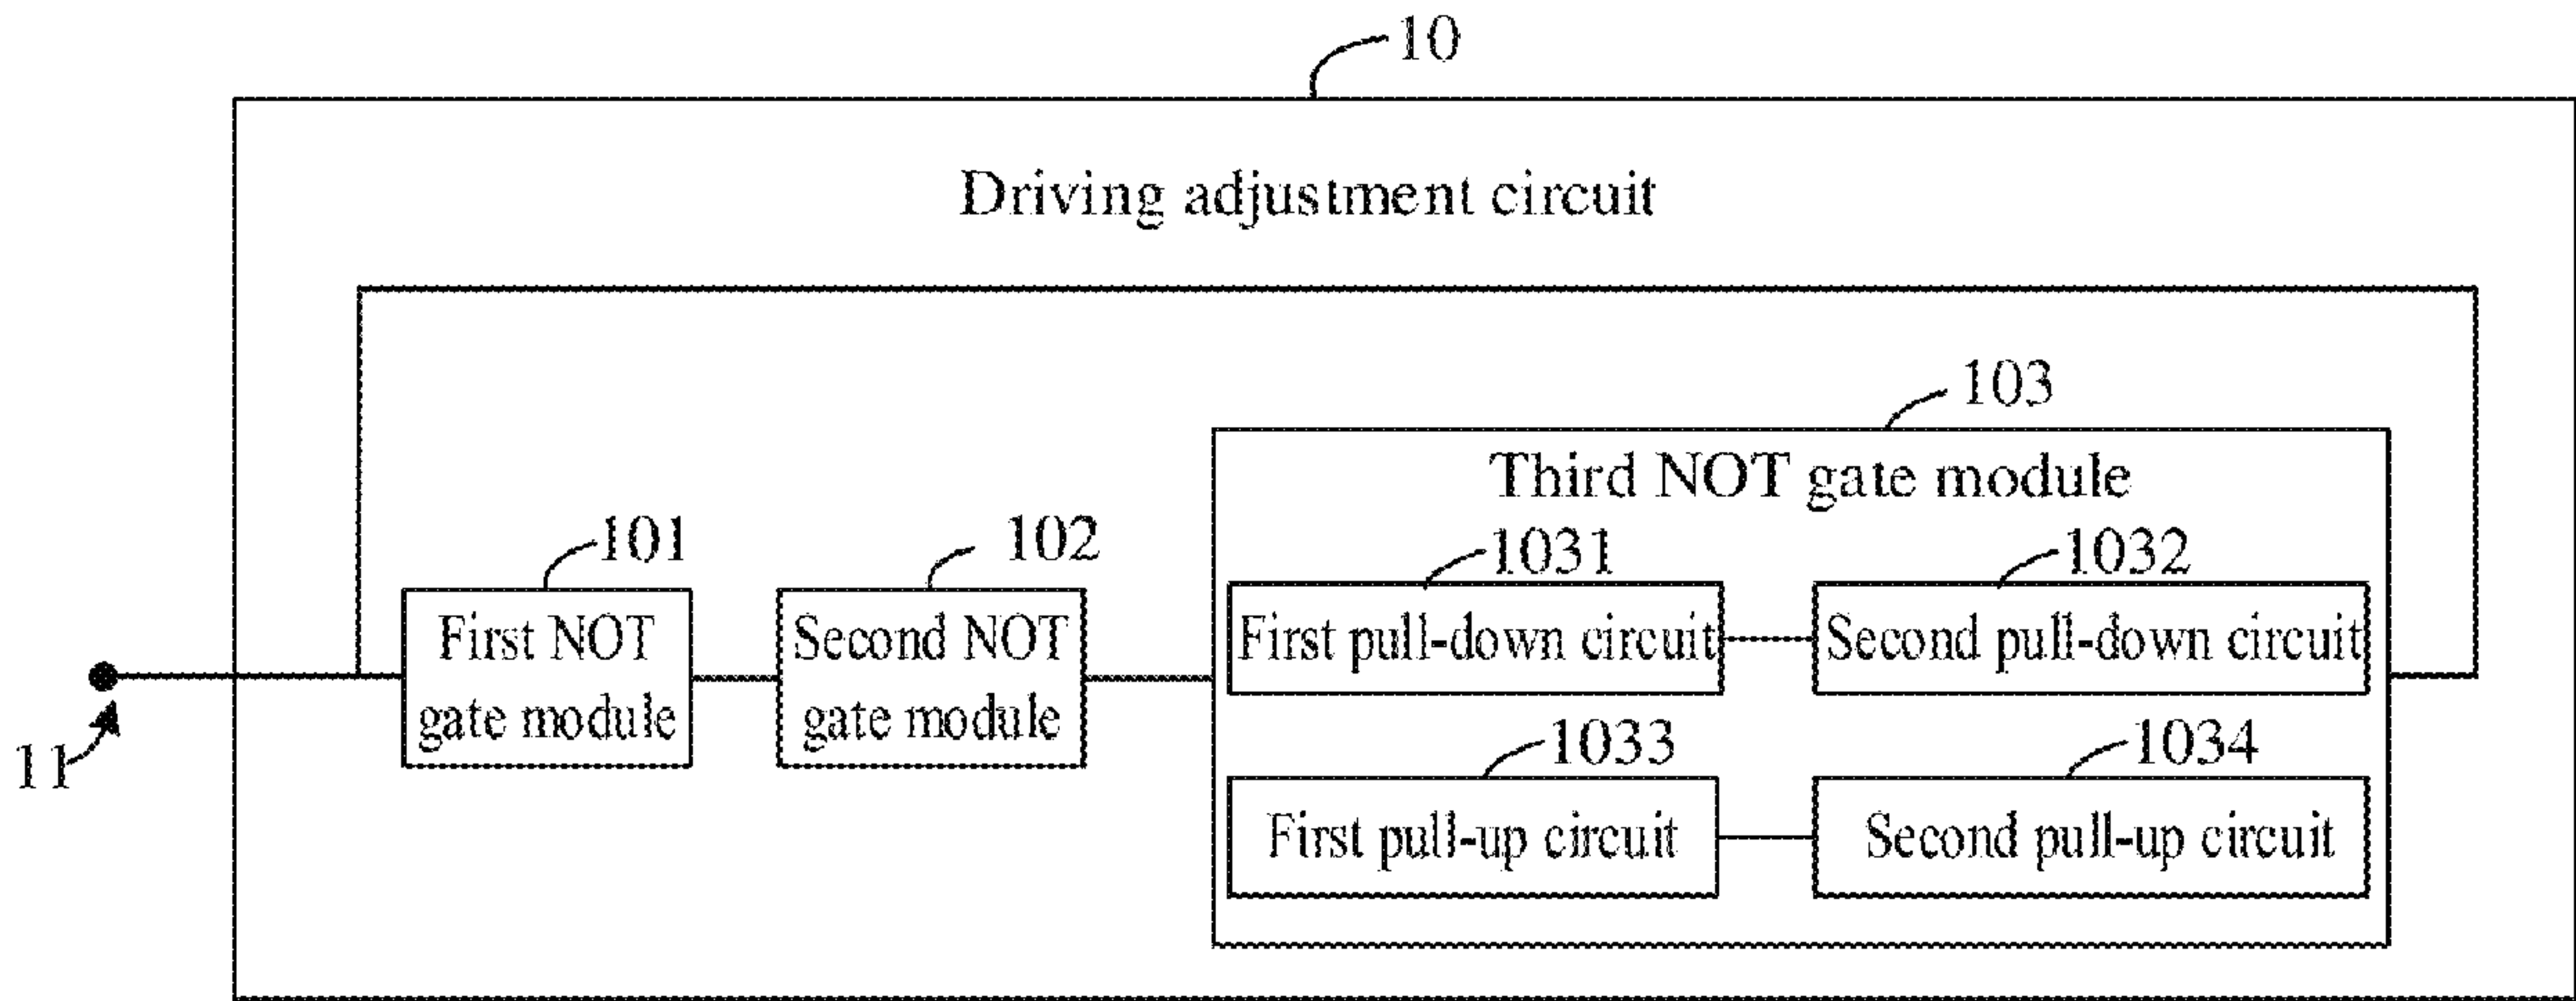 10
Driving adjustment circuit
103
Third NOT gate module
101
102
1031
1032
First NOT
gate module
Second NOT
gate module
First pull-down circuit
Second pull-down circuit
11
1033
1034
First pull-up circuit
Second pull-up circuit